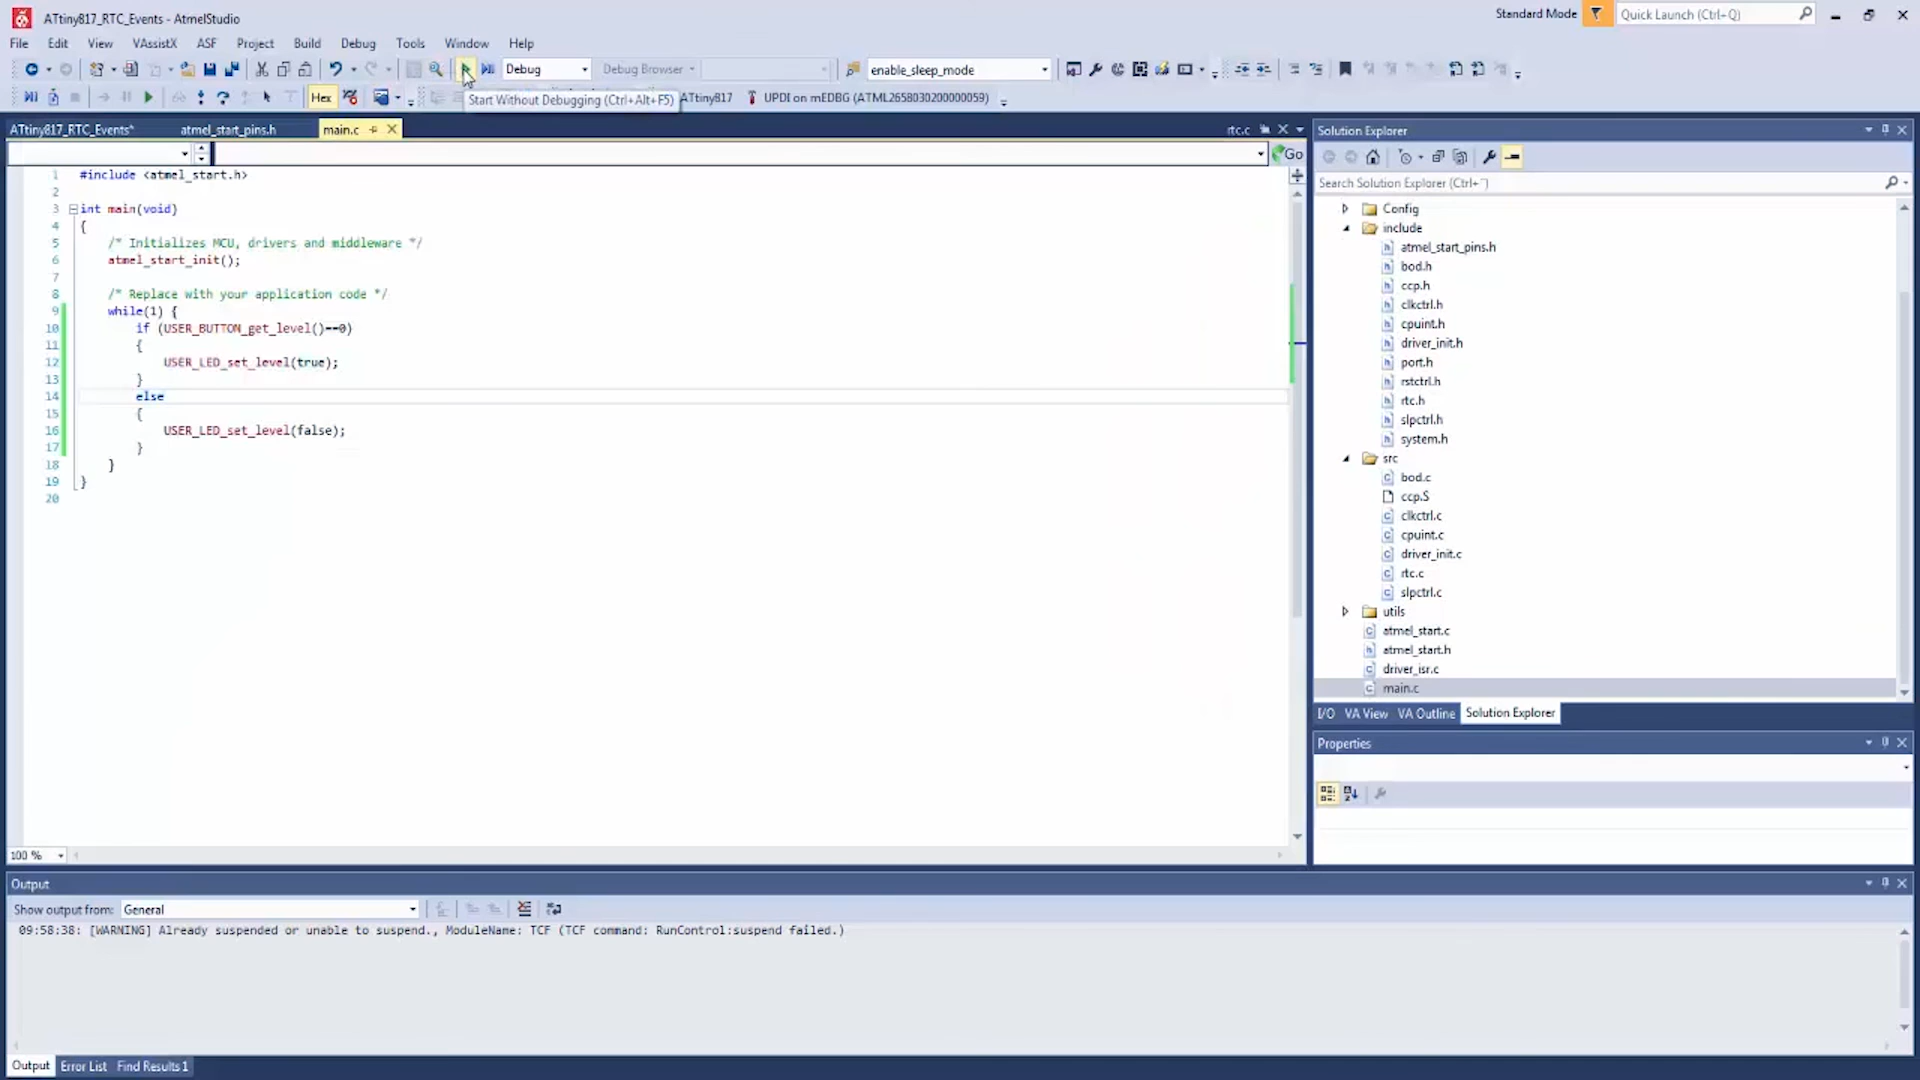 ATtiny817_RTC_Events - AtmelStudio
Standard Mode
Quick Launch (Ctrl+Q)
File Edit View VAssistX ASF Project Build Debug Tools Window Help
Debug
Debug Browser
enable_sleep_mode
Hex
Start Without Debugging (Ctrl+Alt+F5)
ATtiny817
UPDI on mEDBG (ATML2658030200000059)
ATtiny817_RTC_Events*
atmel_start_pins.h
main.c
rtc.c
Go
1 #include <atmel_start.h>
2
3 int main(void)
4 {
5 /* Initializes MCU, drivers and middleware */
6 atmel_start_init();
7
8 /* Replace with your application code */
9 while(1) {
10 if (USER_BUTTON_get_level()==0)
11 {
12 USER_LED_set_level(true);
13 }
14 else
15 {
16 USER_LED_set_level(false);
17 }
18 }
19 }
20
100 %
Solution Explorer
Search Solution Explorer (Ctrl+¨)
Config
include
atmel_start_pins.h
bod.h
ccp.h
clkctrl.h
cpuint.h
driver_init.h
port.h
rstctrl.h
rtc.h
slpctrl.h
system.h
src
bod.c
ccp.S
clkctrl.c
cpuint.c
driver_init.c
rtc.c
slpctrl.c
utils
atmel_start.c
atmel_start.h
driver_isr.c
main.c
I/O VA View VA Outline Solution Explorer
Properties
Output
Show output from: General
09:58:38: [WARNING] Already suspended or unable to suspend., ModuleName: TCF (TCF command: RunControl:suspend failed.)
Output Error List Find Results 1